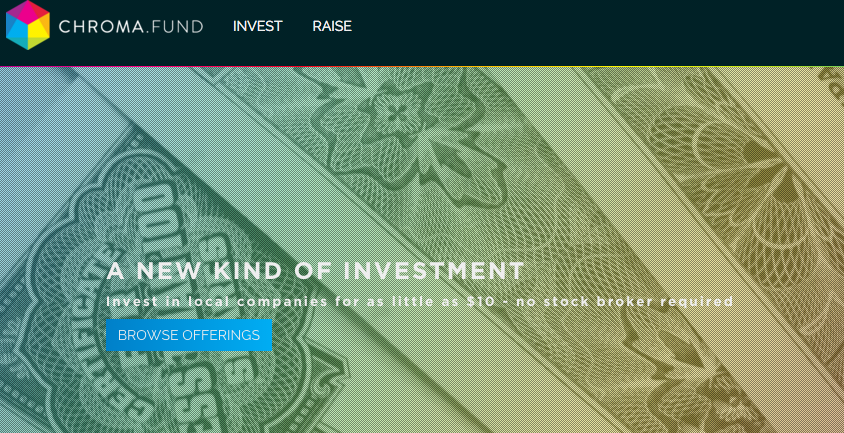 CHROMA.FUND INVEST RAISE
A NEW KIND OF INVESTMENT
Invest in local companies for as little as $10 - no stock broker required
BROWSE OFFERINGS
CERTIFICATE